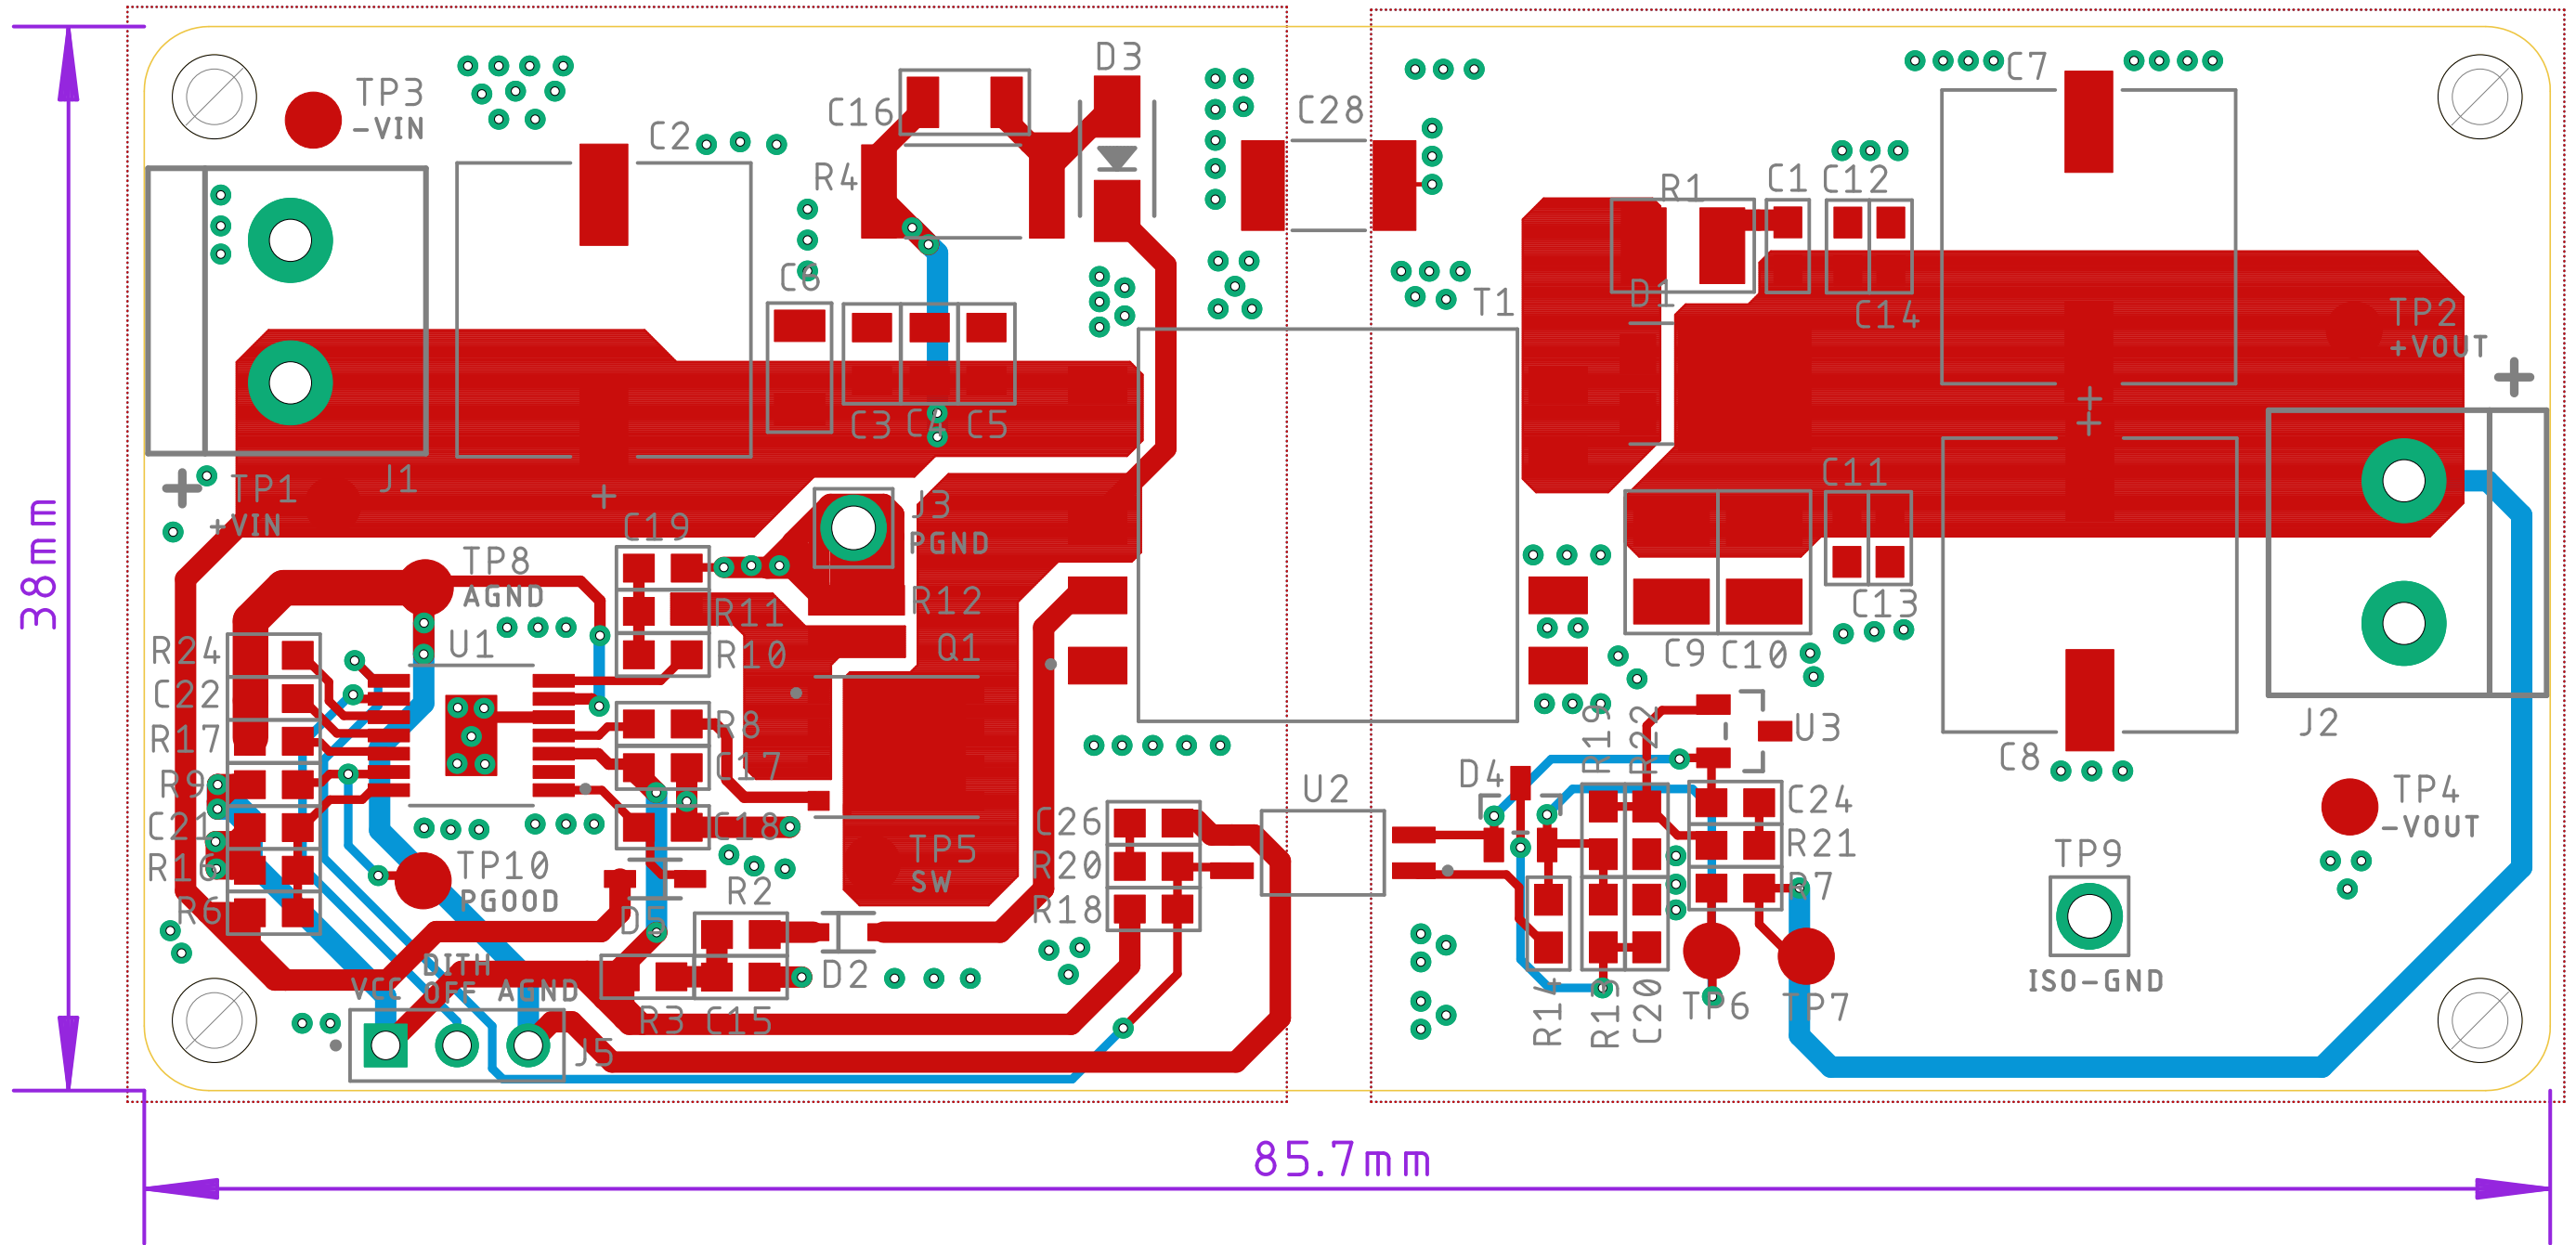 D3
C7
TP3
-VIN
C16
C28
C2
R4
R1
C1
C12
C6
D1
T1
C14
TP2
+VOUT
+
C3
C4
C5
+
+
J1
C11
+
TP1
+VIN
+
J3
PGND
C19
TP8
AGND
R12
C13
R11
Q1
R24
U1
R10
C9
C10
C22
R19
R22
U3
J2
R17
R8
C8
C17
R9
D4
U2
C24
TP4
-VOUT
C21
C18
C26
R21
TP5
SW
TP9
R16
TP10
PGOOD
R20
R7
R2
R6
D5
R18
DITH
OFF
VCC
AGND
D2
ISO-GND
R3
C15
R14
R13
C20
TP6
TP7
J5
38mm
85.7mm